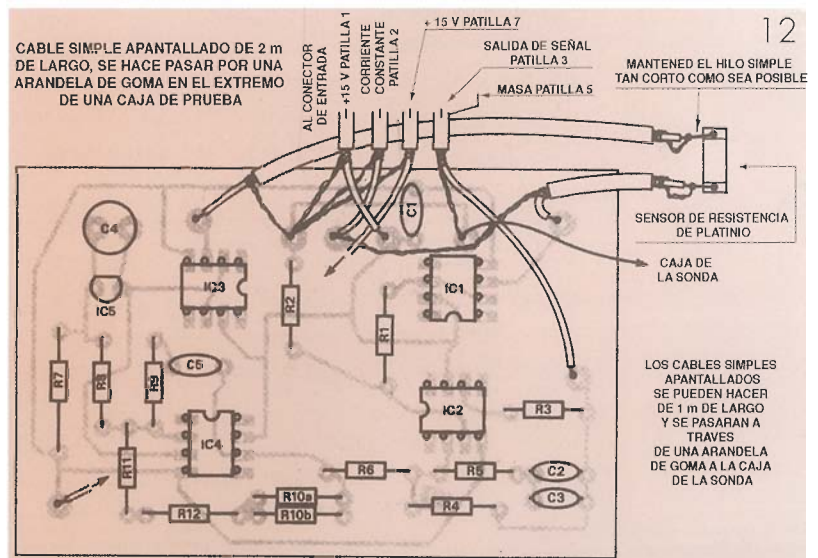 12
CABLE SIMPLE APANTALLADO DE 2 m
DE LARGO, SE HACE PASAR POR UNA
ARANDELA DE GOMA EN EL EXTREMO
DE UNA CAJA DE PRUEBA
AL CONECTOR
DE ENTRADA
+15 V PATILLA 1
CORRIENTE
CONSTANTE
PATILLA 2
+ 15 V PATILLA 7
SALIDA DE SEÑAL
PATILLA 3
MASA PATILLA 5
MANTENED EL HILO SIMPLE
TAN CORTO COMO SEA POSIBLE
SENSOR DE RESISTENCIA
DE PLATINIO
CAJA DE
LA SONDA
LOS CABLES SIMPLES
APANTALLADOS
SE PUEDEN HACER
DE 1 m DE LARGO
Y SE PASARAN A
TRAVES
DE UNA ARANDELA
DE GOMA A LA CAJA
DE LA SONDA
C4
IC5
IC3
C1
IC1
R2
R1
R7
R8
R9
C5
IC4
IC2
R3
R11
R6
R5
C2
C3
R10a
R10b
R12
R4